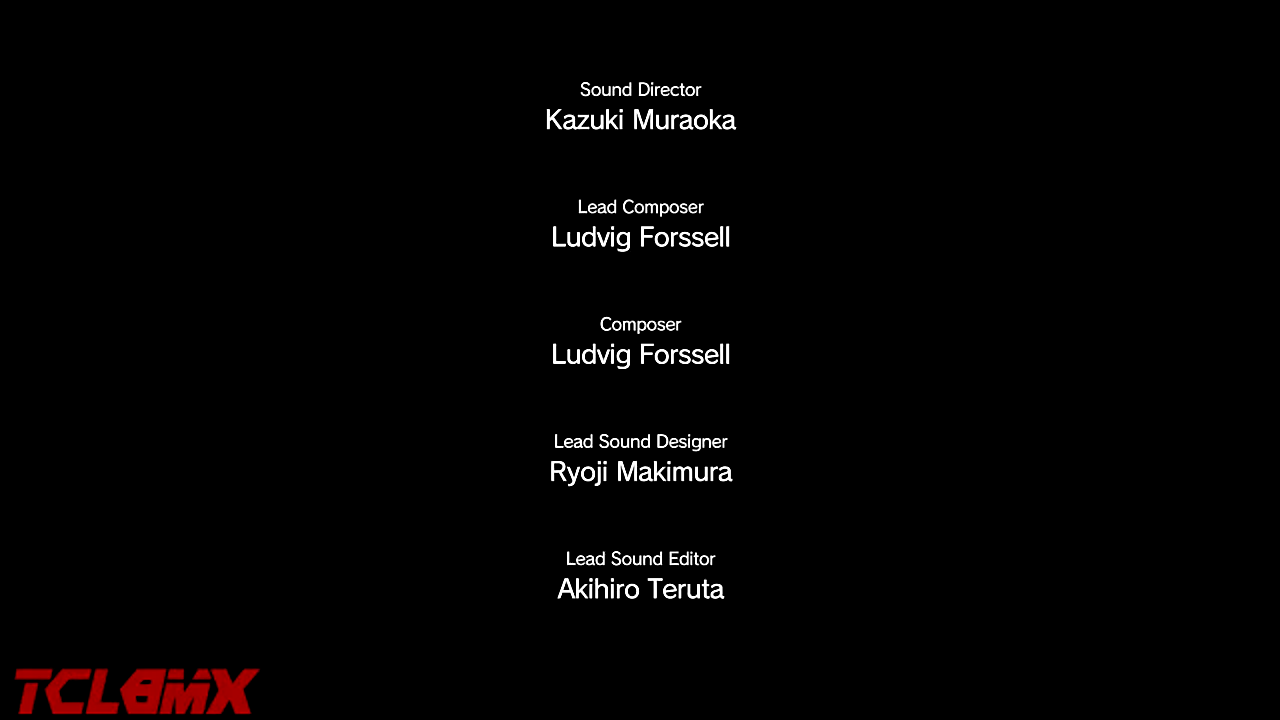 Sound Director
Kazuki Muraoka
Lead Composer
Ludvig Forssell
Composer
Ludvig Forssell
Lead Sound Designer
Ryoji Makimura
Lead Sound Editor
Akihiro Teruta
TCLBMX